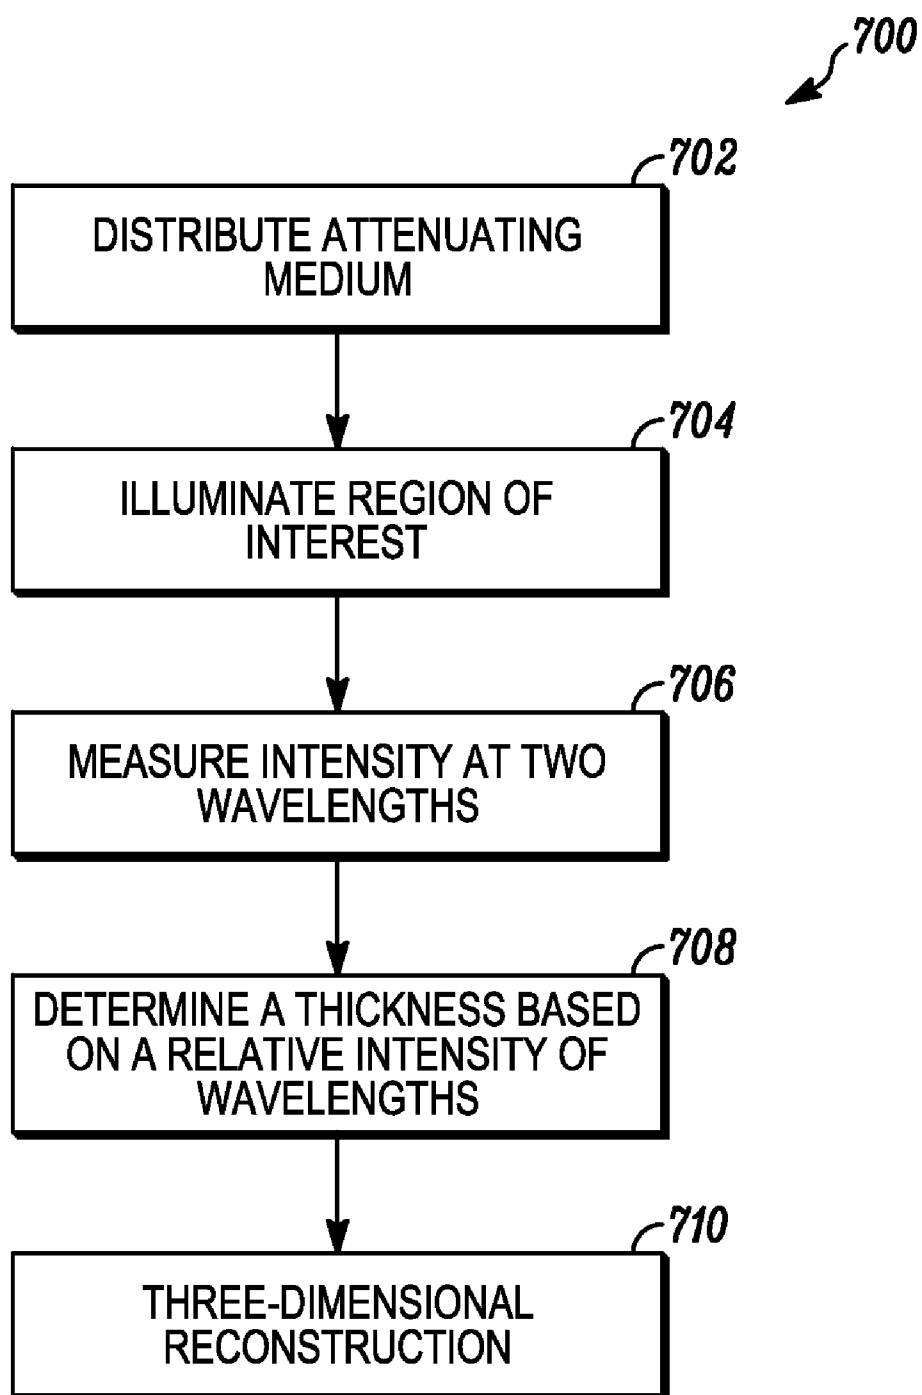 700
702
DISTRIBUTE ATTENUATING
MEDIUM
704
ILLUMINATE REGION OF
INTEREST
706
MEASURE INTENSITY AT TWO
WAVELENGTHS
708
DETERMINE A THICKNESS BASED
ON A RELATIVE INTENSITY OF
WAVELENGTHS
710
THREE-DIMENSIONAL
RECONSTRUCTION